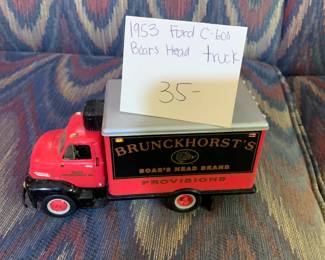 1953 Ford C-600
Boars Head truck
35-
BRUNCKHORST'S
BOAR'S HEAD BRAND
PROVISIONS